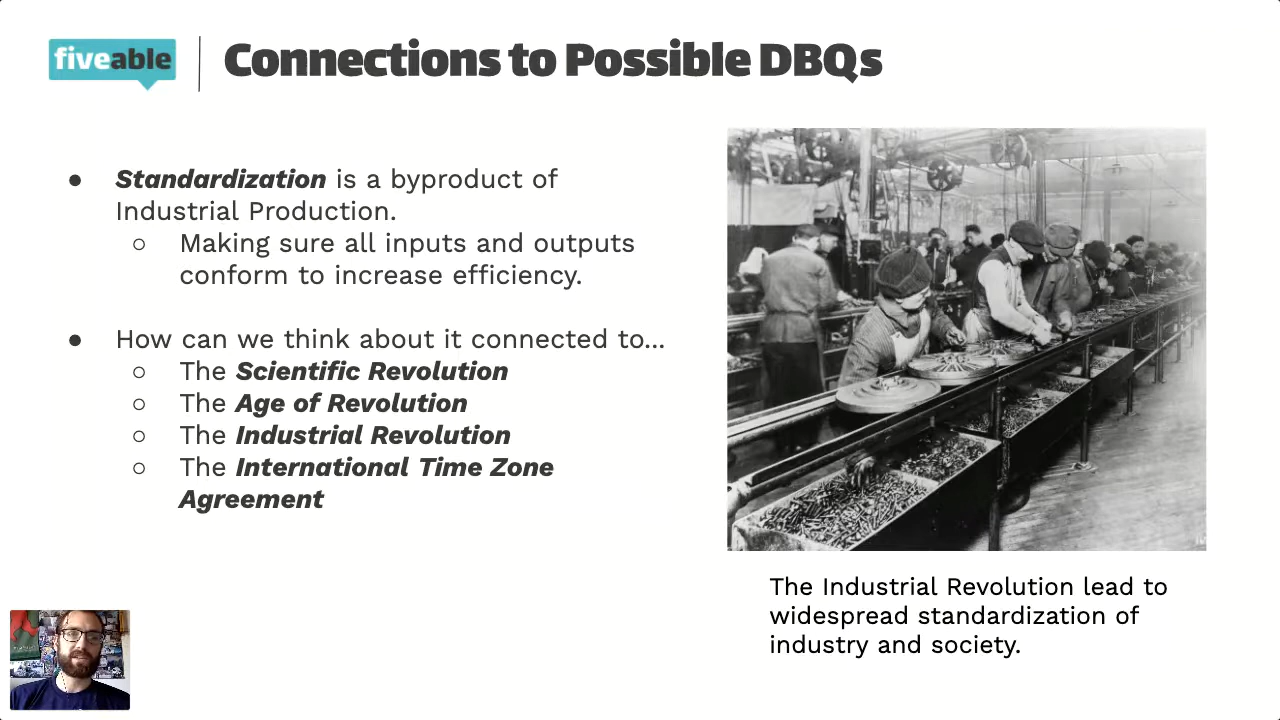 fiveable
Connections to Possible DBQs
● Standardization is a byproduct of
Industrial Production.
○ Making sure all inputs and outputs
conform to increase efficiency.
● How can we think about it connected to...
○ The Scientific Revolution
○ The Age of Revolution
○ The Industrial Revolution
○ The International Time Zone
Agreement
The Industrial Revolution lead to
widespread standardization of
industry and society.